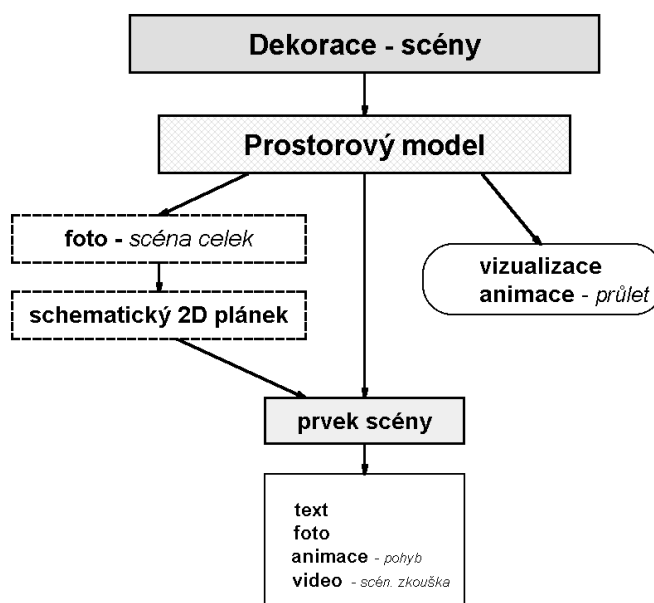 Dekorace - scény
Prostorový model
foto - scéna celek
vizualizace
animace - průlet
schematický 2D plánek
prvek scény
text
foto
animace - pohyb
video - scén. zkouška